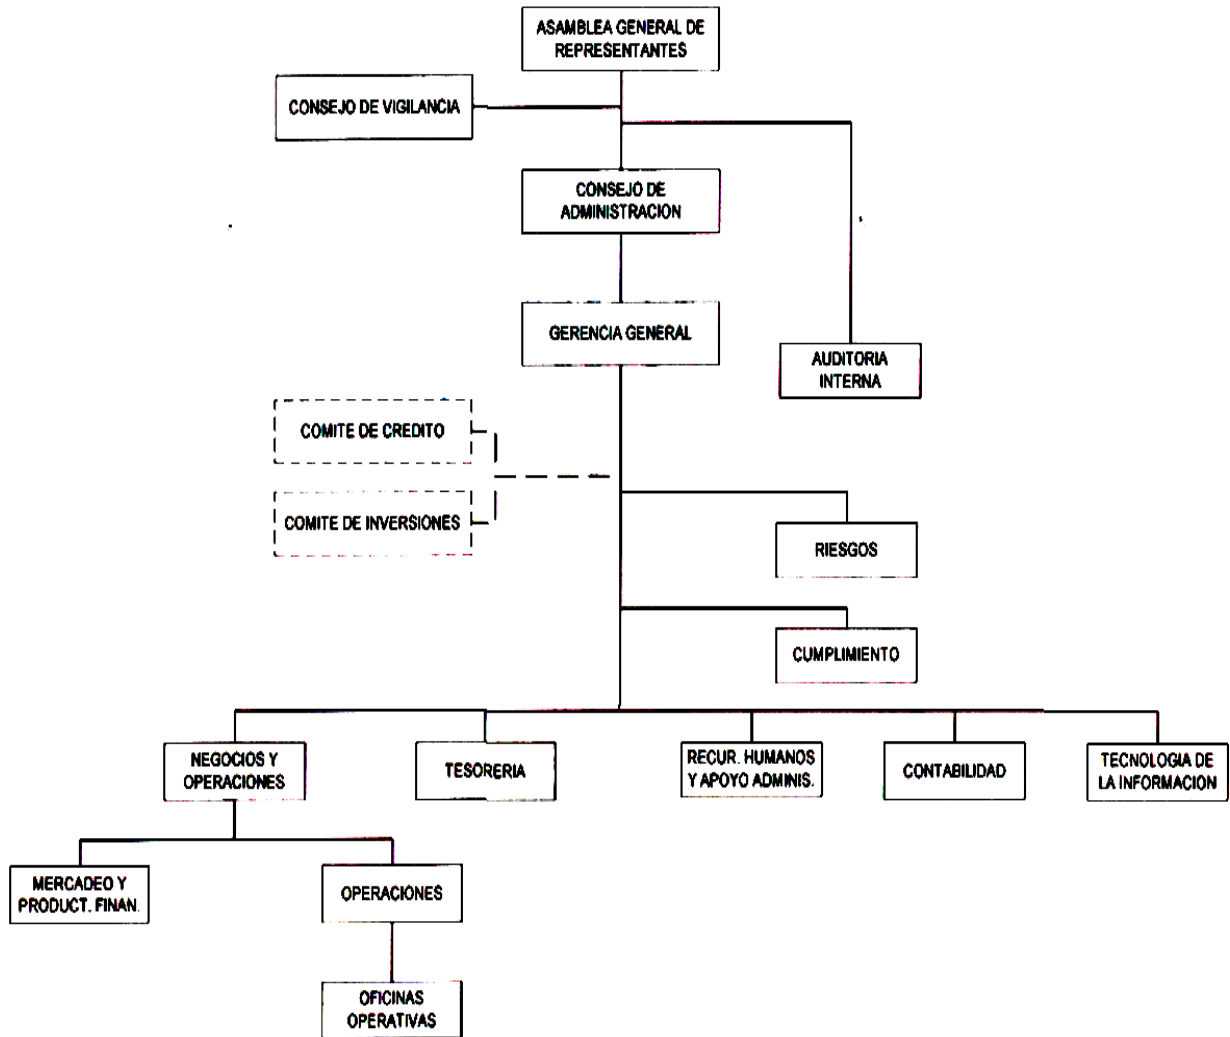 ASAMBLEA GENERAL DE
REPRESENTANTES
CONSEJO DE VIGILANCIA
CONSEJO DE
ADMINISTRACION
GERENCIA GENERAL
AUDITORIA
INTERNA
COMITE DE CREDITO
COMITE DE INVERSIONES
RIESGOS
CUMPLIMIENTO
NEGOCIOS Y
OPERACIONES
TESORERIA
RECUR. HUMANOS
Y APOYO ADMINIS.
CONTABILIDAD
TECNOLOGIA DE
LA INFORMACION
MERCADEO Y
PRODUCT. FINAN.
OPERACIONES
OFICINAS
OPERATIVAS